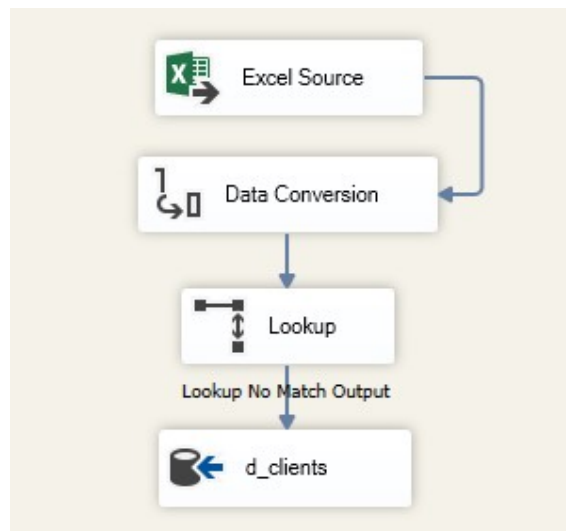 Excel Source
Data Conversion
Lookup
Lookup No Match Output
d_clients